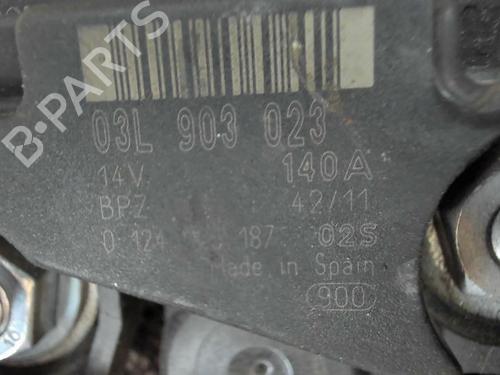 B-PARTS
03L 903 023
14V 140A
BPZ 42/11
0 124 187 02S
Made in Spain
900